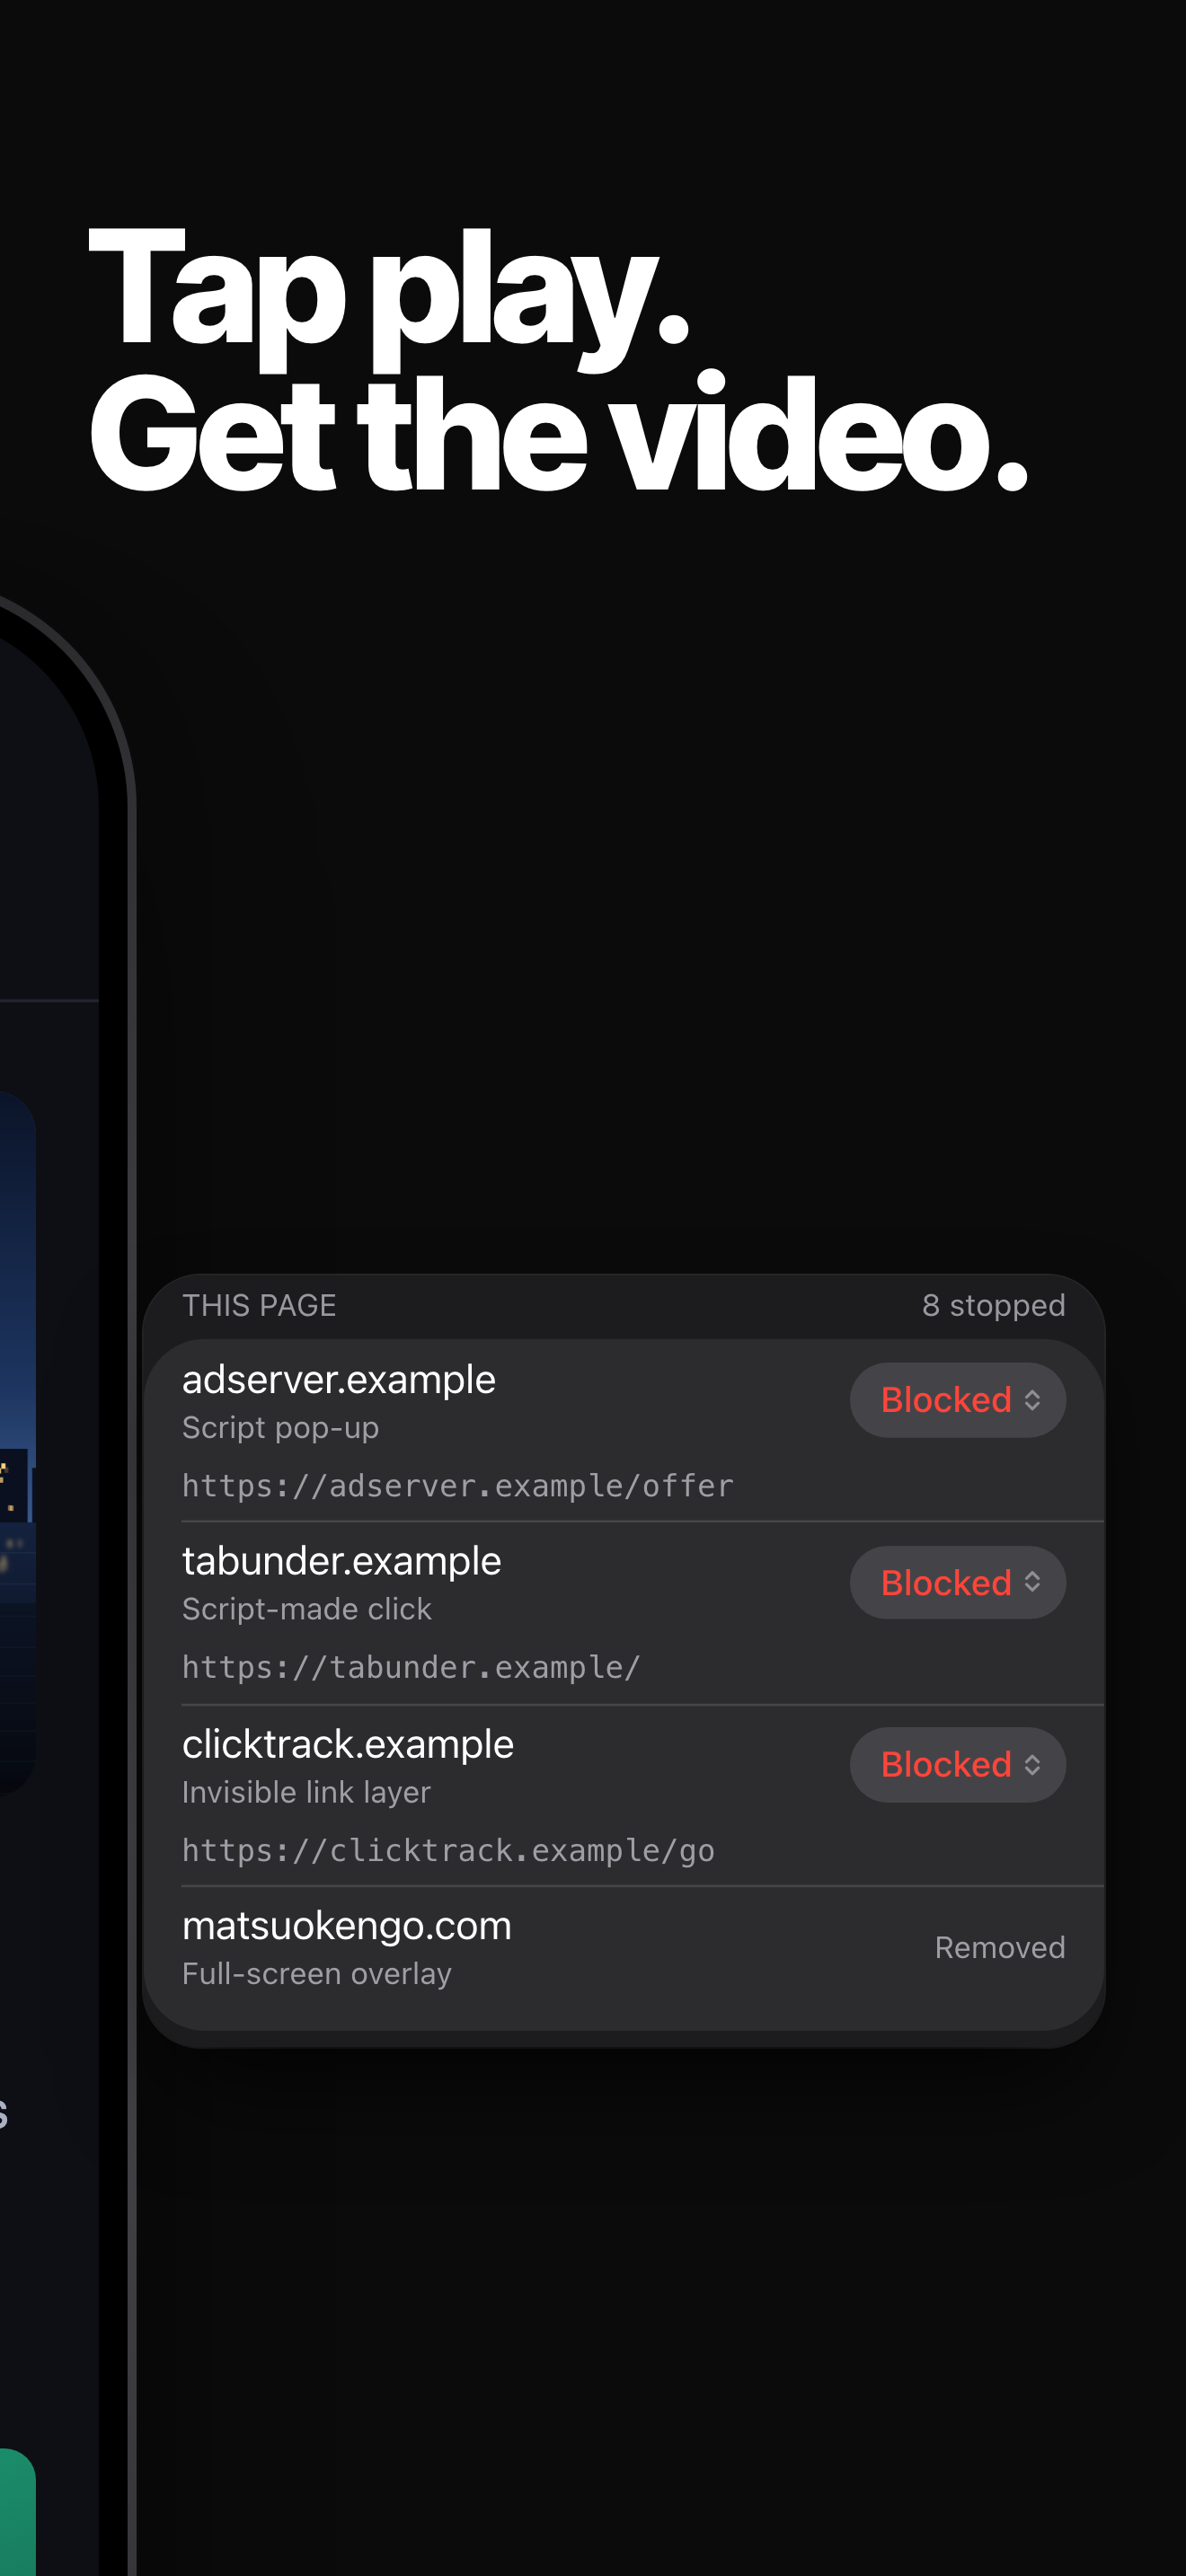 Tap play.
Get the video.
THIS PAGE 8 stopped
adserver.example
Blocked
Script pop-up
https://adserver.example/offer
tabunder.example
Blocked
Script-made click
https://tabunder.example/
clicktrack.example
Blocked
Invisible link layer
https://clicktrack.example/go
matsuokengo.com
Removed
Full-screen overlay
s